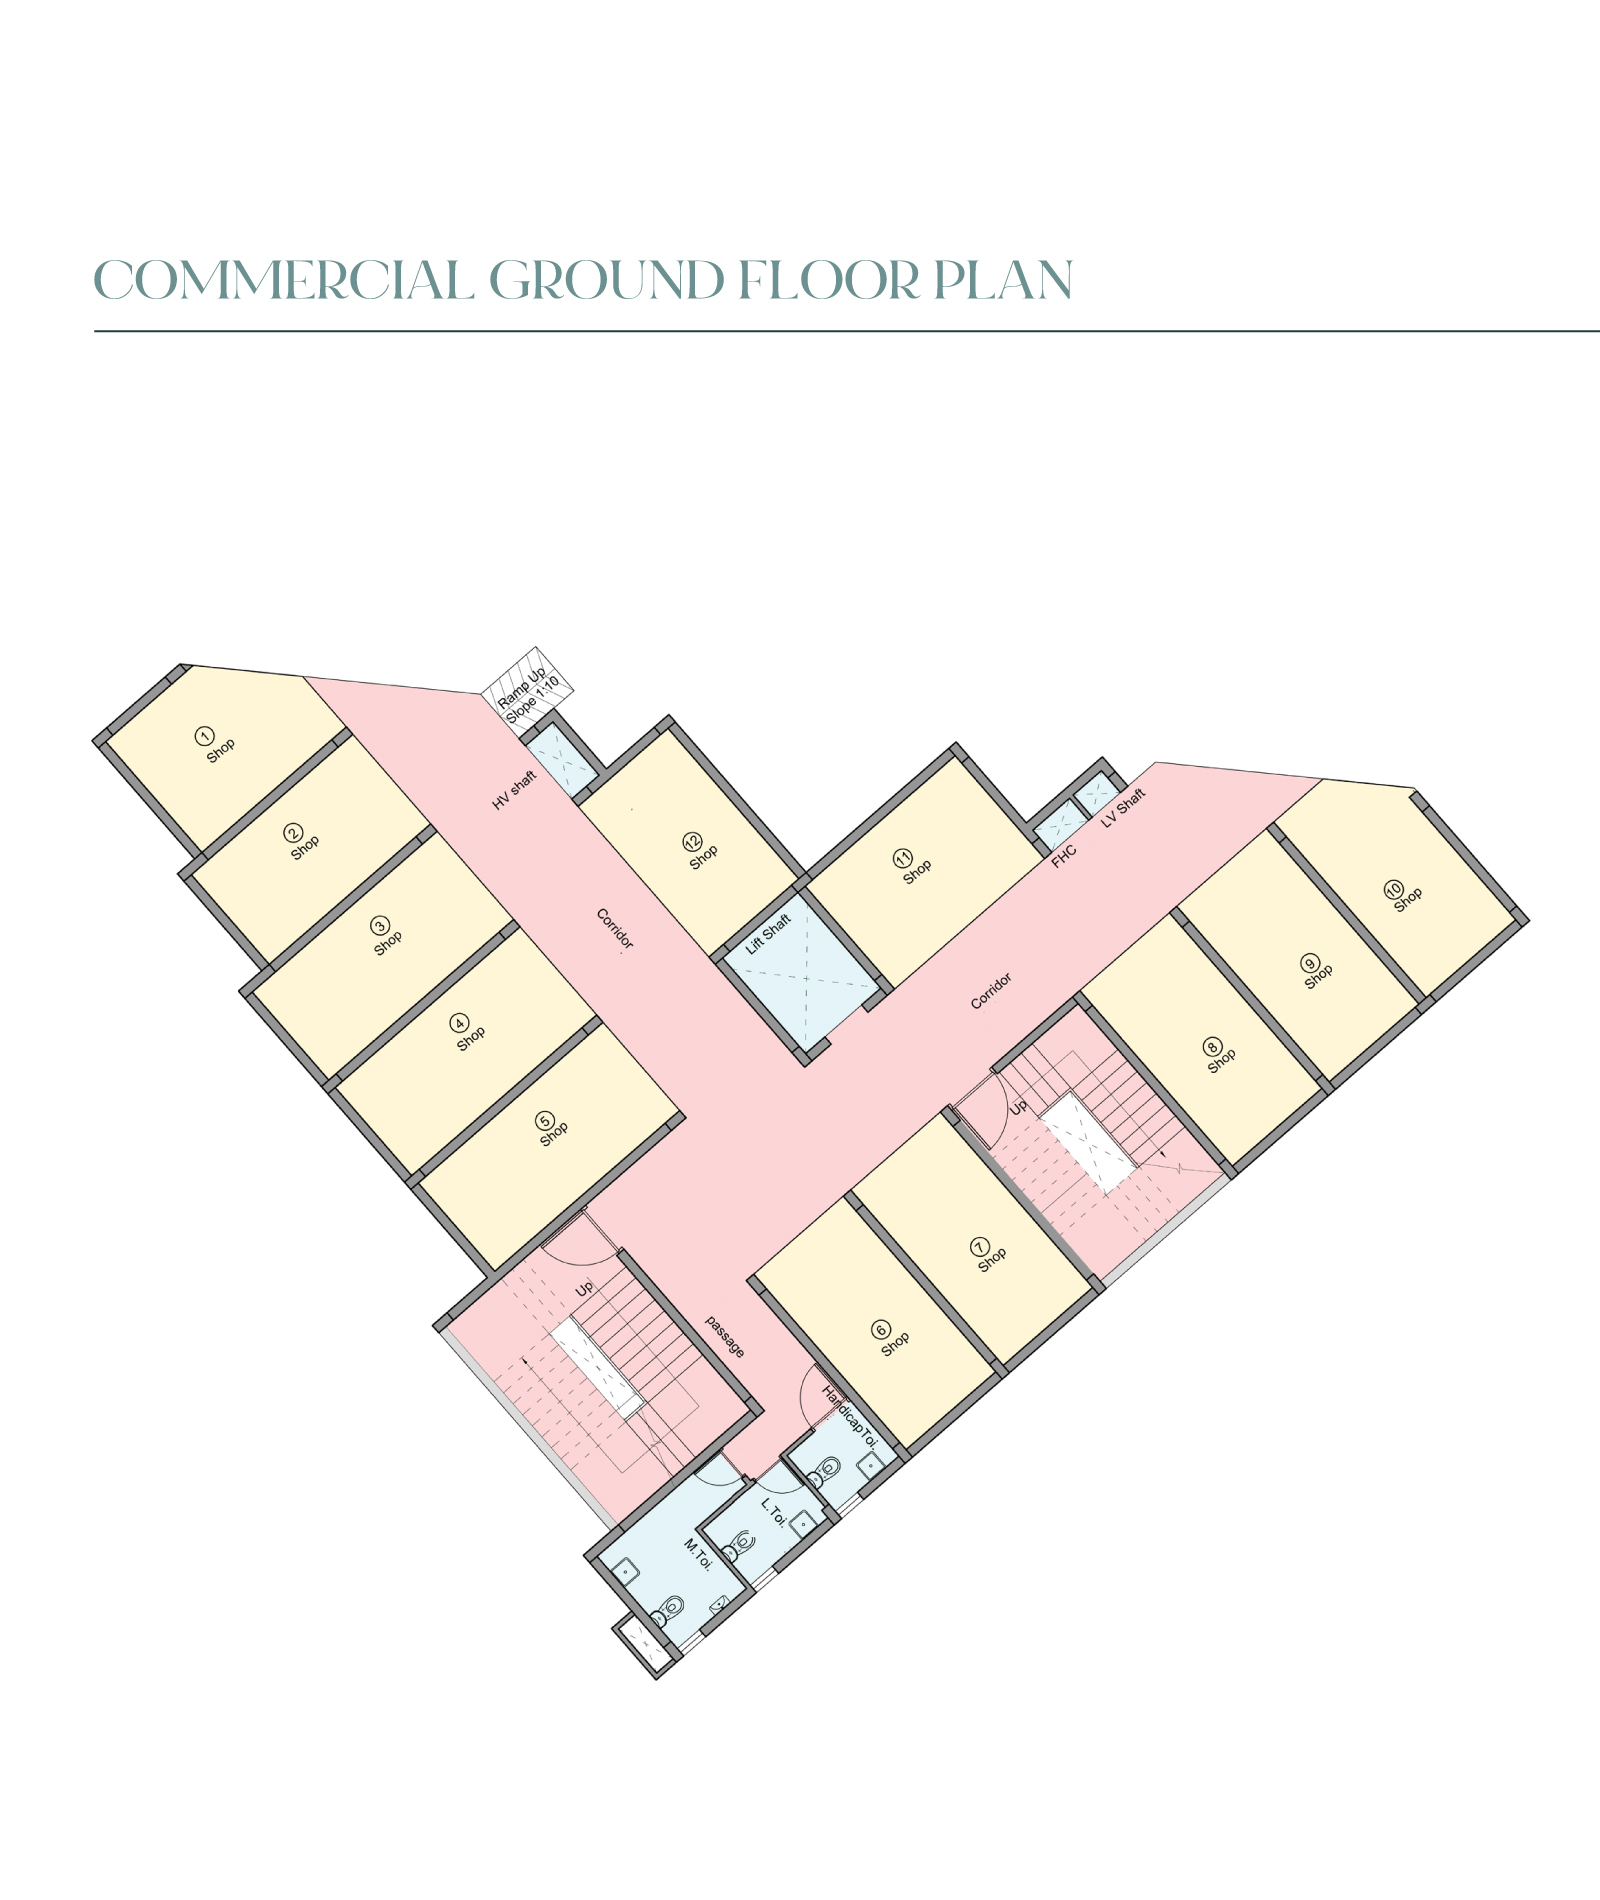 COMMERCIAL GROUND FLOOR PLAN
Ramp Up
Slope 1:10
1
Shop
HV shaft
LV Shaft
2
Shop
12
Shop
11
Shop
FHC
10
Shop
3
Shop
Corridor
Lift Shaft
9
Shop
4
Shop
Corridor
8
Shop
5
Shop
Up
7
Shop
Up
6
Shop
passage
HandicapToi.
L.Toi.
M.Toi.